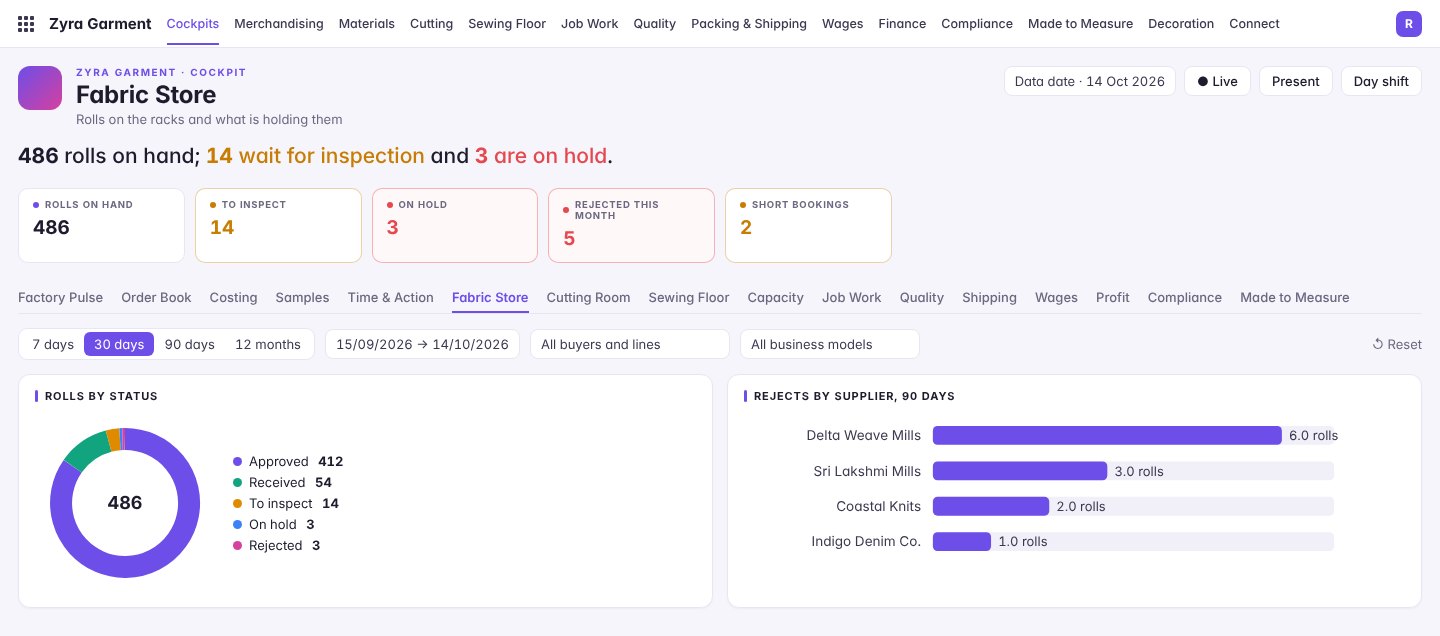 Zyra Garment Cockpits Merchandising Materials Cutting Sewing Floor Job Work Quality Packing & Shipping Wages Finance Compliance Made to Measure Decoration Connect R
ZYRA GARMENT · COCKPIT
Fabric Store
Rolls on the racks and what is holding them
Data date · 14 Oct 2026 Live Present Day shift
486 rolls on hand; 14 wait for inspection and 3 are on hold.
ROLLS ON HAND
486
TO INSPECT
14
ON HOLD
3
REJECTED THIS
MONTH
5
SHORT BOOKINGS
2
Factory Pulse Order Book Costing Samples Time & Action Fabric Store Cutting Room Sewing Floor Capacity Job Work Quality Shipping Wages Profit Compliance Made to Measure
7 days 30 days 90 days 12 months 15/09/2026 → 14/10/2026 All buyers and lines All business models Reset
ROLLS BY STATUS
486
Approved 412
Received 54
To inspect 14
On hold 3
Rejected 3
REJECTS BY SUPPLIER, 90 DAYS
Delta Weave Mills 6.0 rolls
Sri Lakshmi Mills 3.0 rolls
Coastal Knits 2.0 rolls
Indigo Denim Co. 1.0 rolls